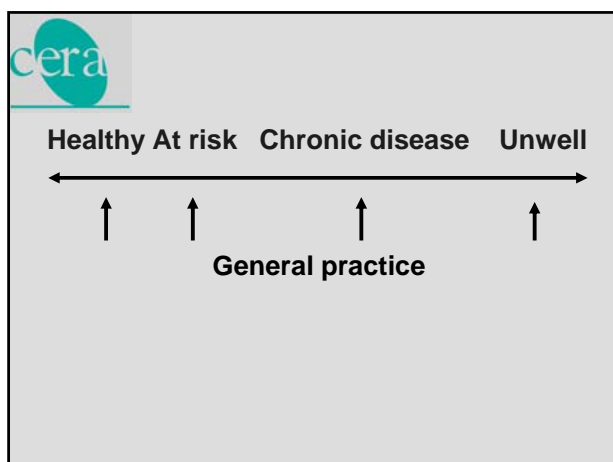 cera
Healthy At risk Chronic disease Unwell
General practice